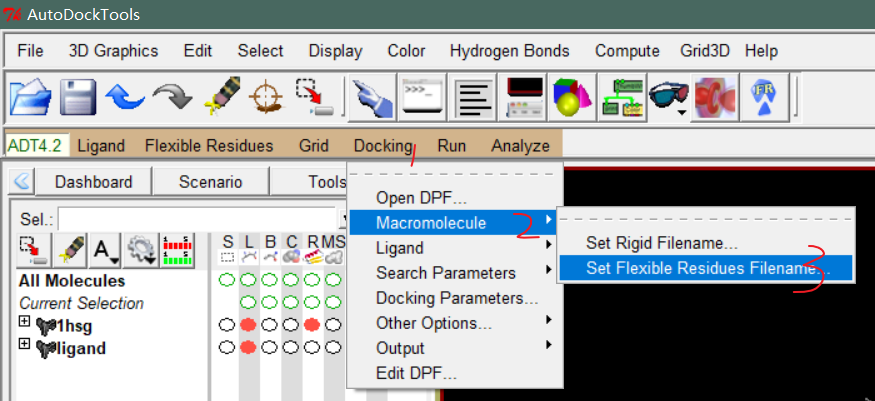 AutoDockTools
File 3D Graphics Edit Select Display Color Hydrogen Bonds Compute Grid3D Help
>>>
FR
ADT4.2 Ligand Flexible Residues Grid Docking Run Analyze
1
Dashboard Scenario Tools
Open DPF...
Sel.:
Macromolecule 2
Set Rigid Filename...
Ligand
A
S L B C R MS
Search Parameters
Set Flexible Residues Filename... 3
All Molecules
Docking Parameters...
Current Selection
Other Options...
1hsg
Output
ligand
Edit DPF...